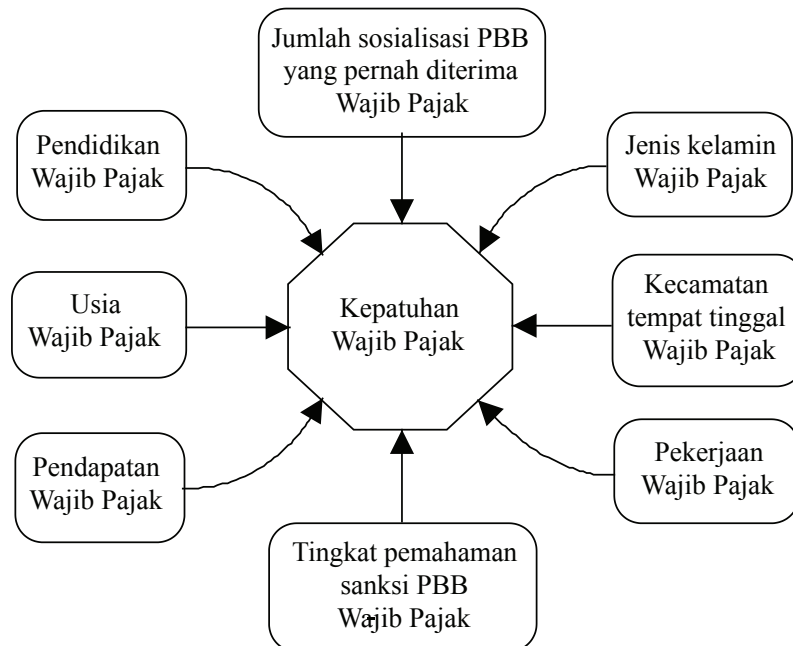 Jumlah sosialisasi PBB
yang pernah diterima
Wajib Pajak
Pendidikan
Wajib Pajak
Jenis kelamin
Wajib Pajak
Usia
Wajib Pajak
Kepatuhan
Wajib Pajak
Kecamatan
tempat tinggal
Wajib Pajak
Pendapatan
Wajib Pajak
Pekerjaan
Wajib Pajak
Tingkat pemahaman
sanksi PBB
Wajib Pajak